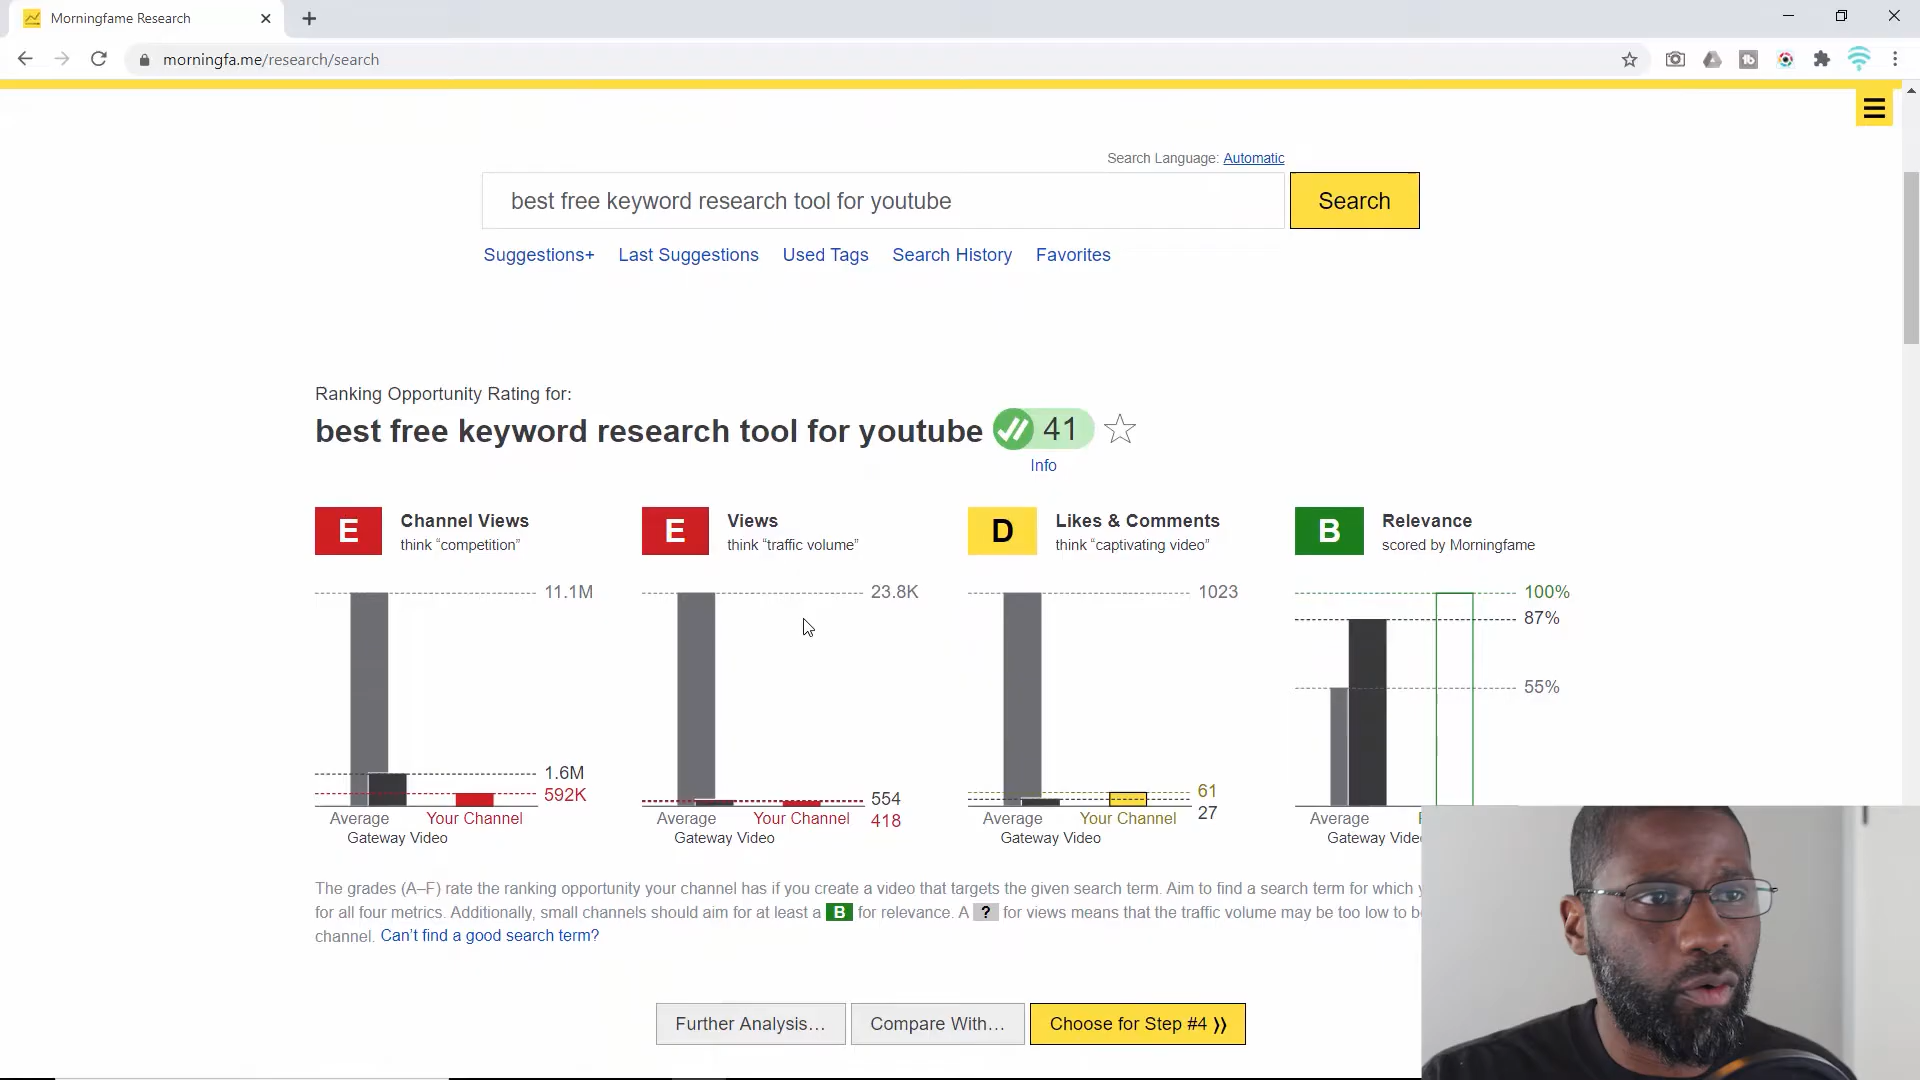 Morningfame Research
morningfa.me/research/search
Search Language: Automatic
best free keyword research tool for youtube
Search
Suggestions+ Last Suggestions Used Tags Search History Favorites
Ranking Opportunity Rating for:
best free keyword research tool for youtube 41
Info
E Channel Views
think “competition”
E Views
think “traffic volume”
D Likes & Comments
think “captivating video”
B Relevance
scored by Morningfame
11.1M
1.6M
592K
Average Your Channel
Gateway Video
23.8K
554
418
Average Your Channel
Gateway Video
1023
61
27
Average Your Channel
Gateway Video
100%
87%
55%
Average
Gateway Vide
The grades (A–F) rate the ranking opportunity your channel has if you create a video that targets the given search term. Aim to find a search term for which
for all four metrics. Additionally, small channels should aim for at least a B for relevance. A ? for views means that the traffic volume may be too low to
channel. Can’t find a good search term?
Further Analysis… Compare With… Choose for Step #4 ⟩⟩